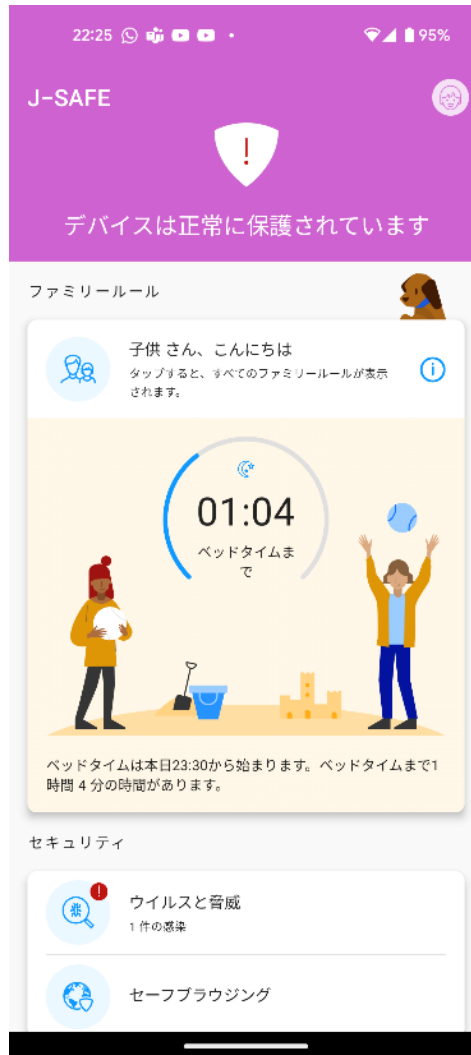 22:25 95%
J-SAFE
デバイスは正常に保護されています
ファミリールール
子供 さん、こんにちは
タップすると、すべてのファミリールールが表示
されます。
01:04
ベッドタイムま
で
ベッドタイムは本日23:30から始まります。ベッドタイムまで1
時間 4 分の時間があります。
セキュリティ
ウイルスと脅威
1 件の感染
セーフブラウジング